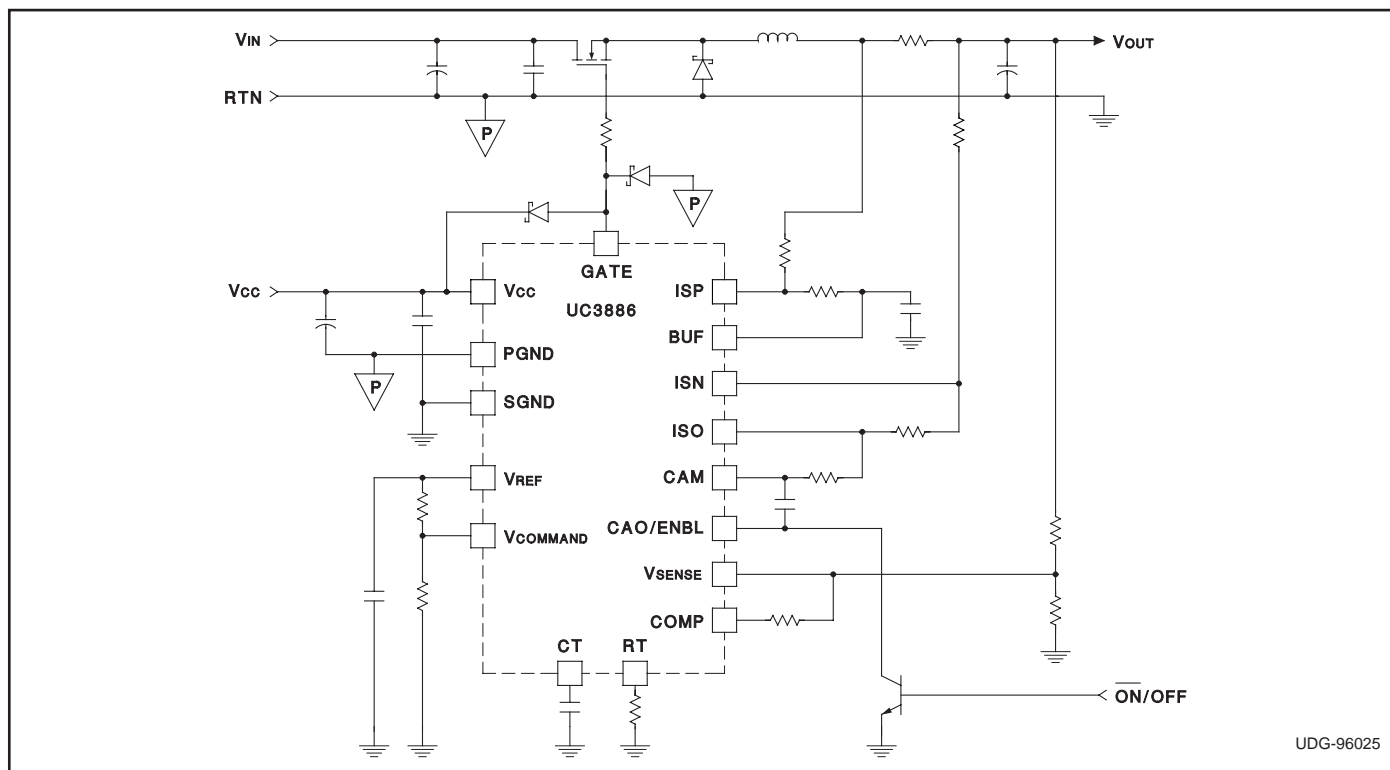 VIN
VOUT
RTN
P
P
GATE
UC3886
VCC
VCC
PGND
P
SGND
VREF
VCOMMAND
ISP
BUF
ISN
ISO
CAM
CAO/ENBL
VSENSE
COMP
CT
RT
ON/OFF
UDG-96025